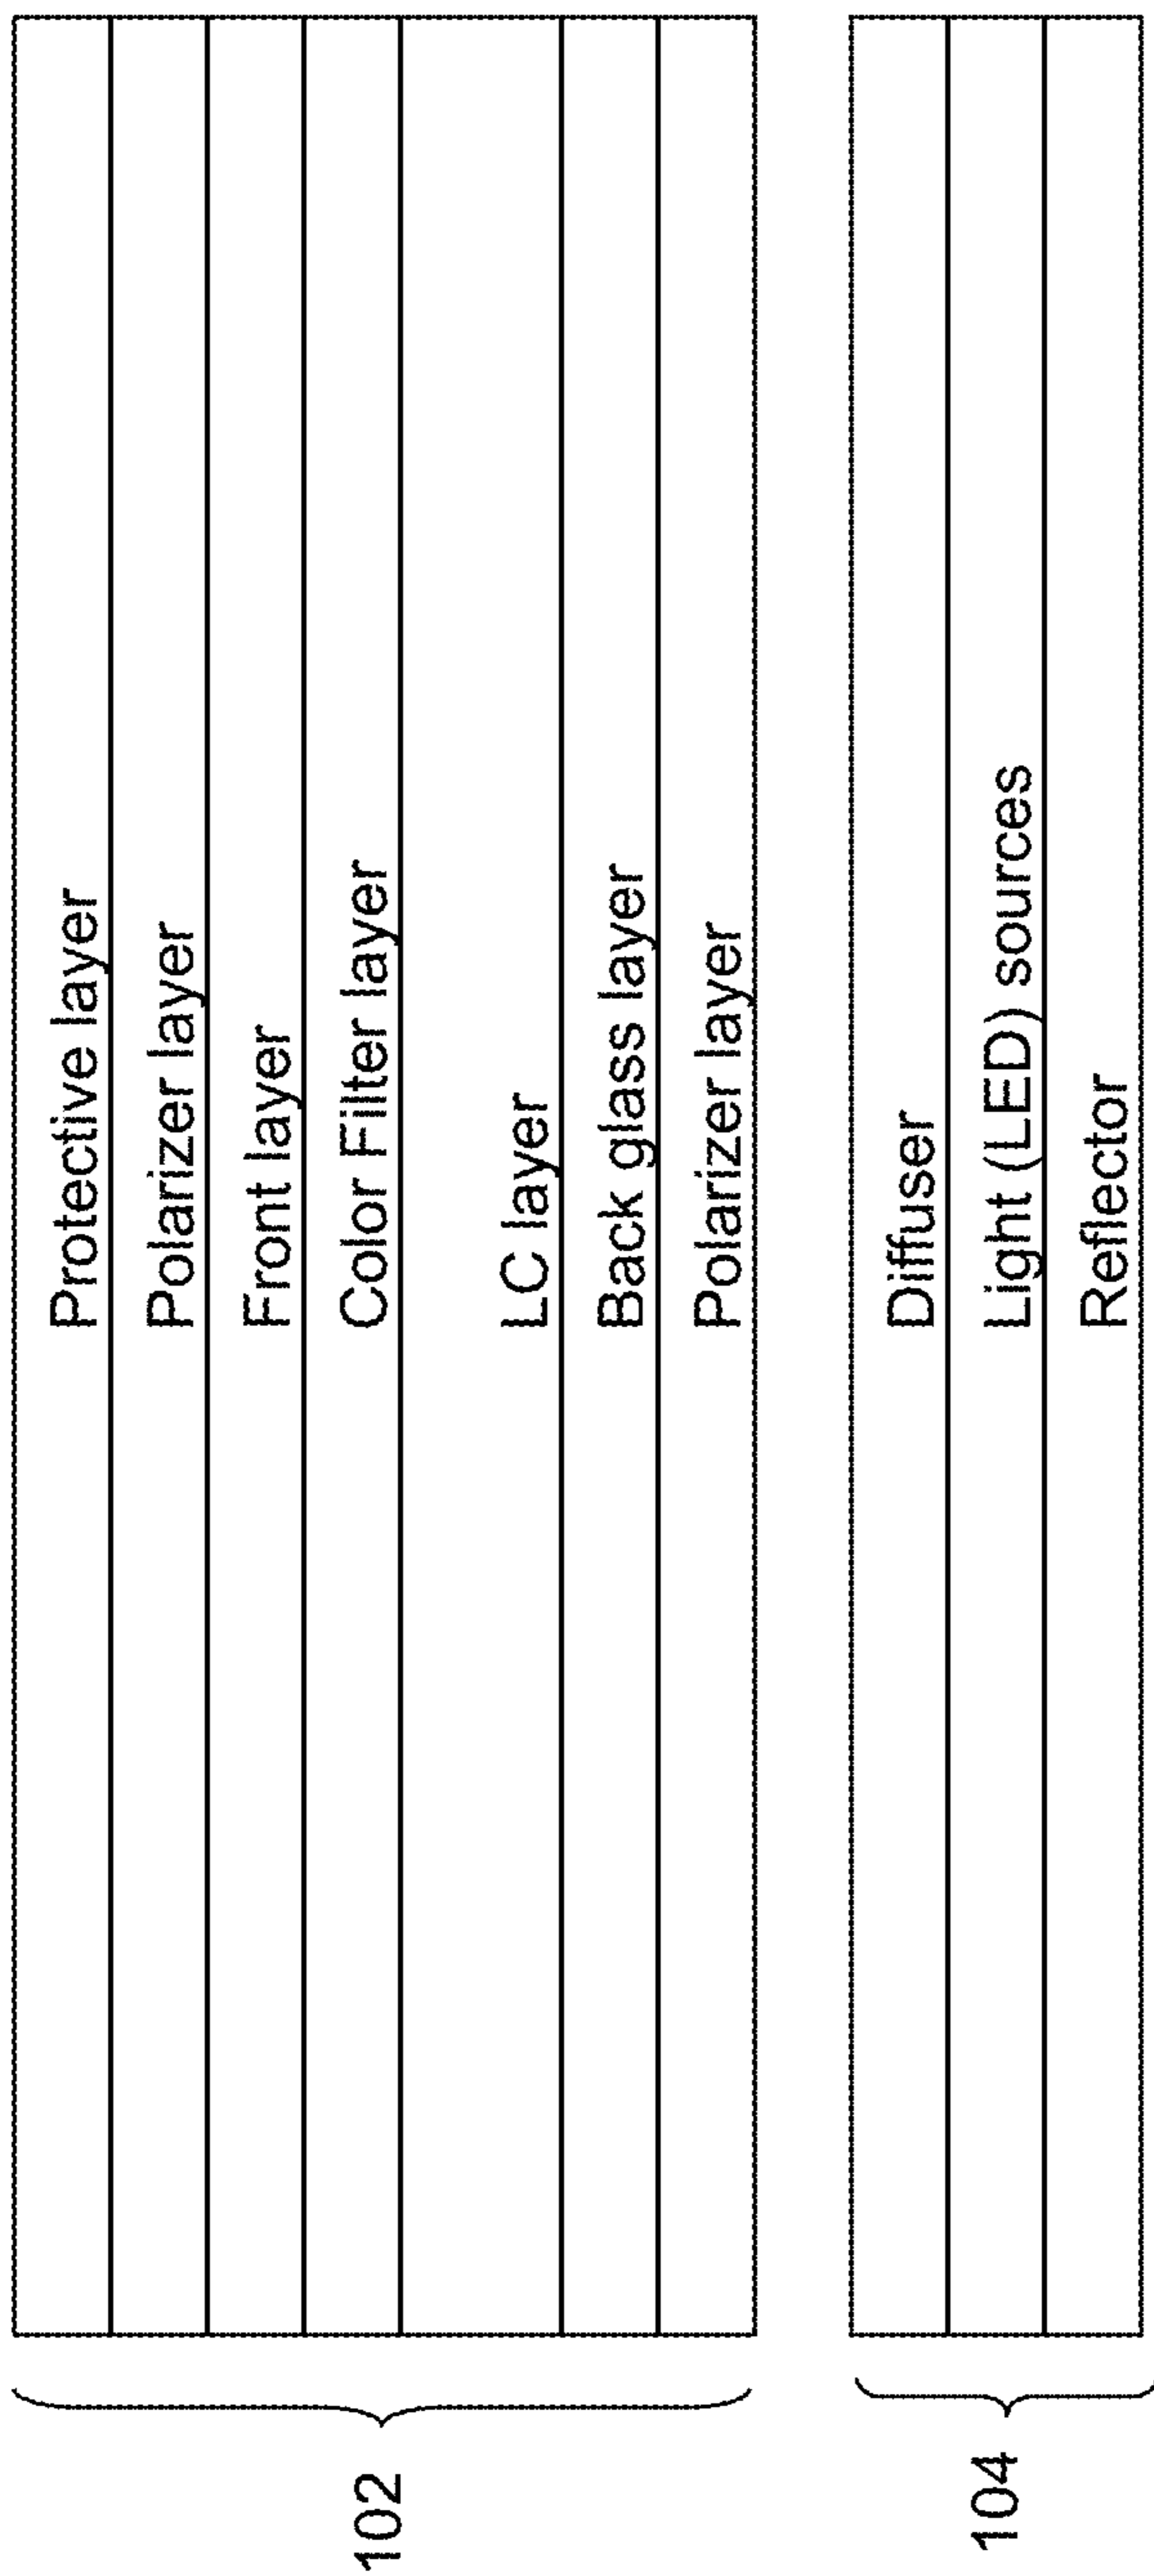 Protective layer
Polarizer layer
Front layer
Color Filter layer
LC layer
Back glass layer
Polarizer layer
102
Diffuser
Light (LED) sources
Reflector
104